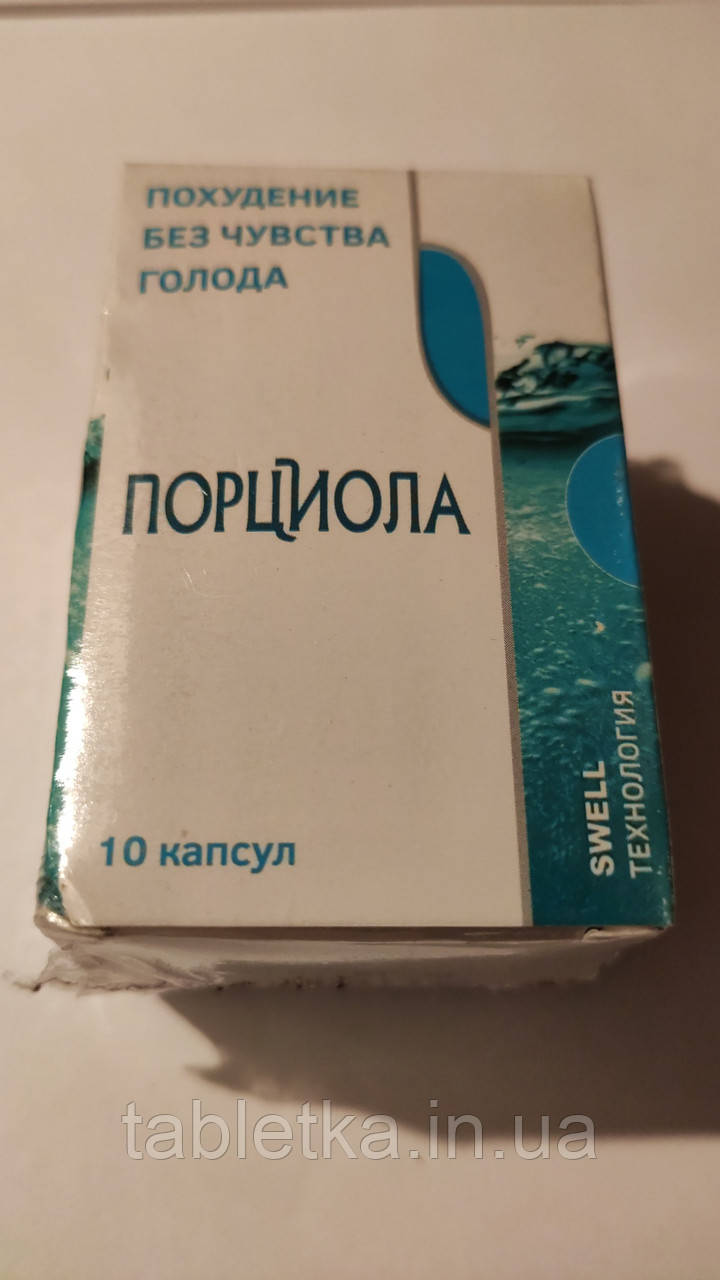 ПОХУДЕНИЕ
БЕЗ ЧУВСТВА
ГОЛОДА
ПОРЦИОЛА
10 капсул
SWELL
ТЕХНОЛОГИЯ
tabletka.in.ua